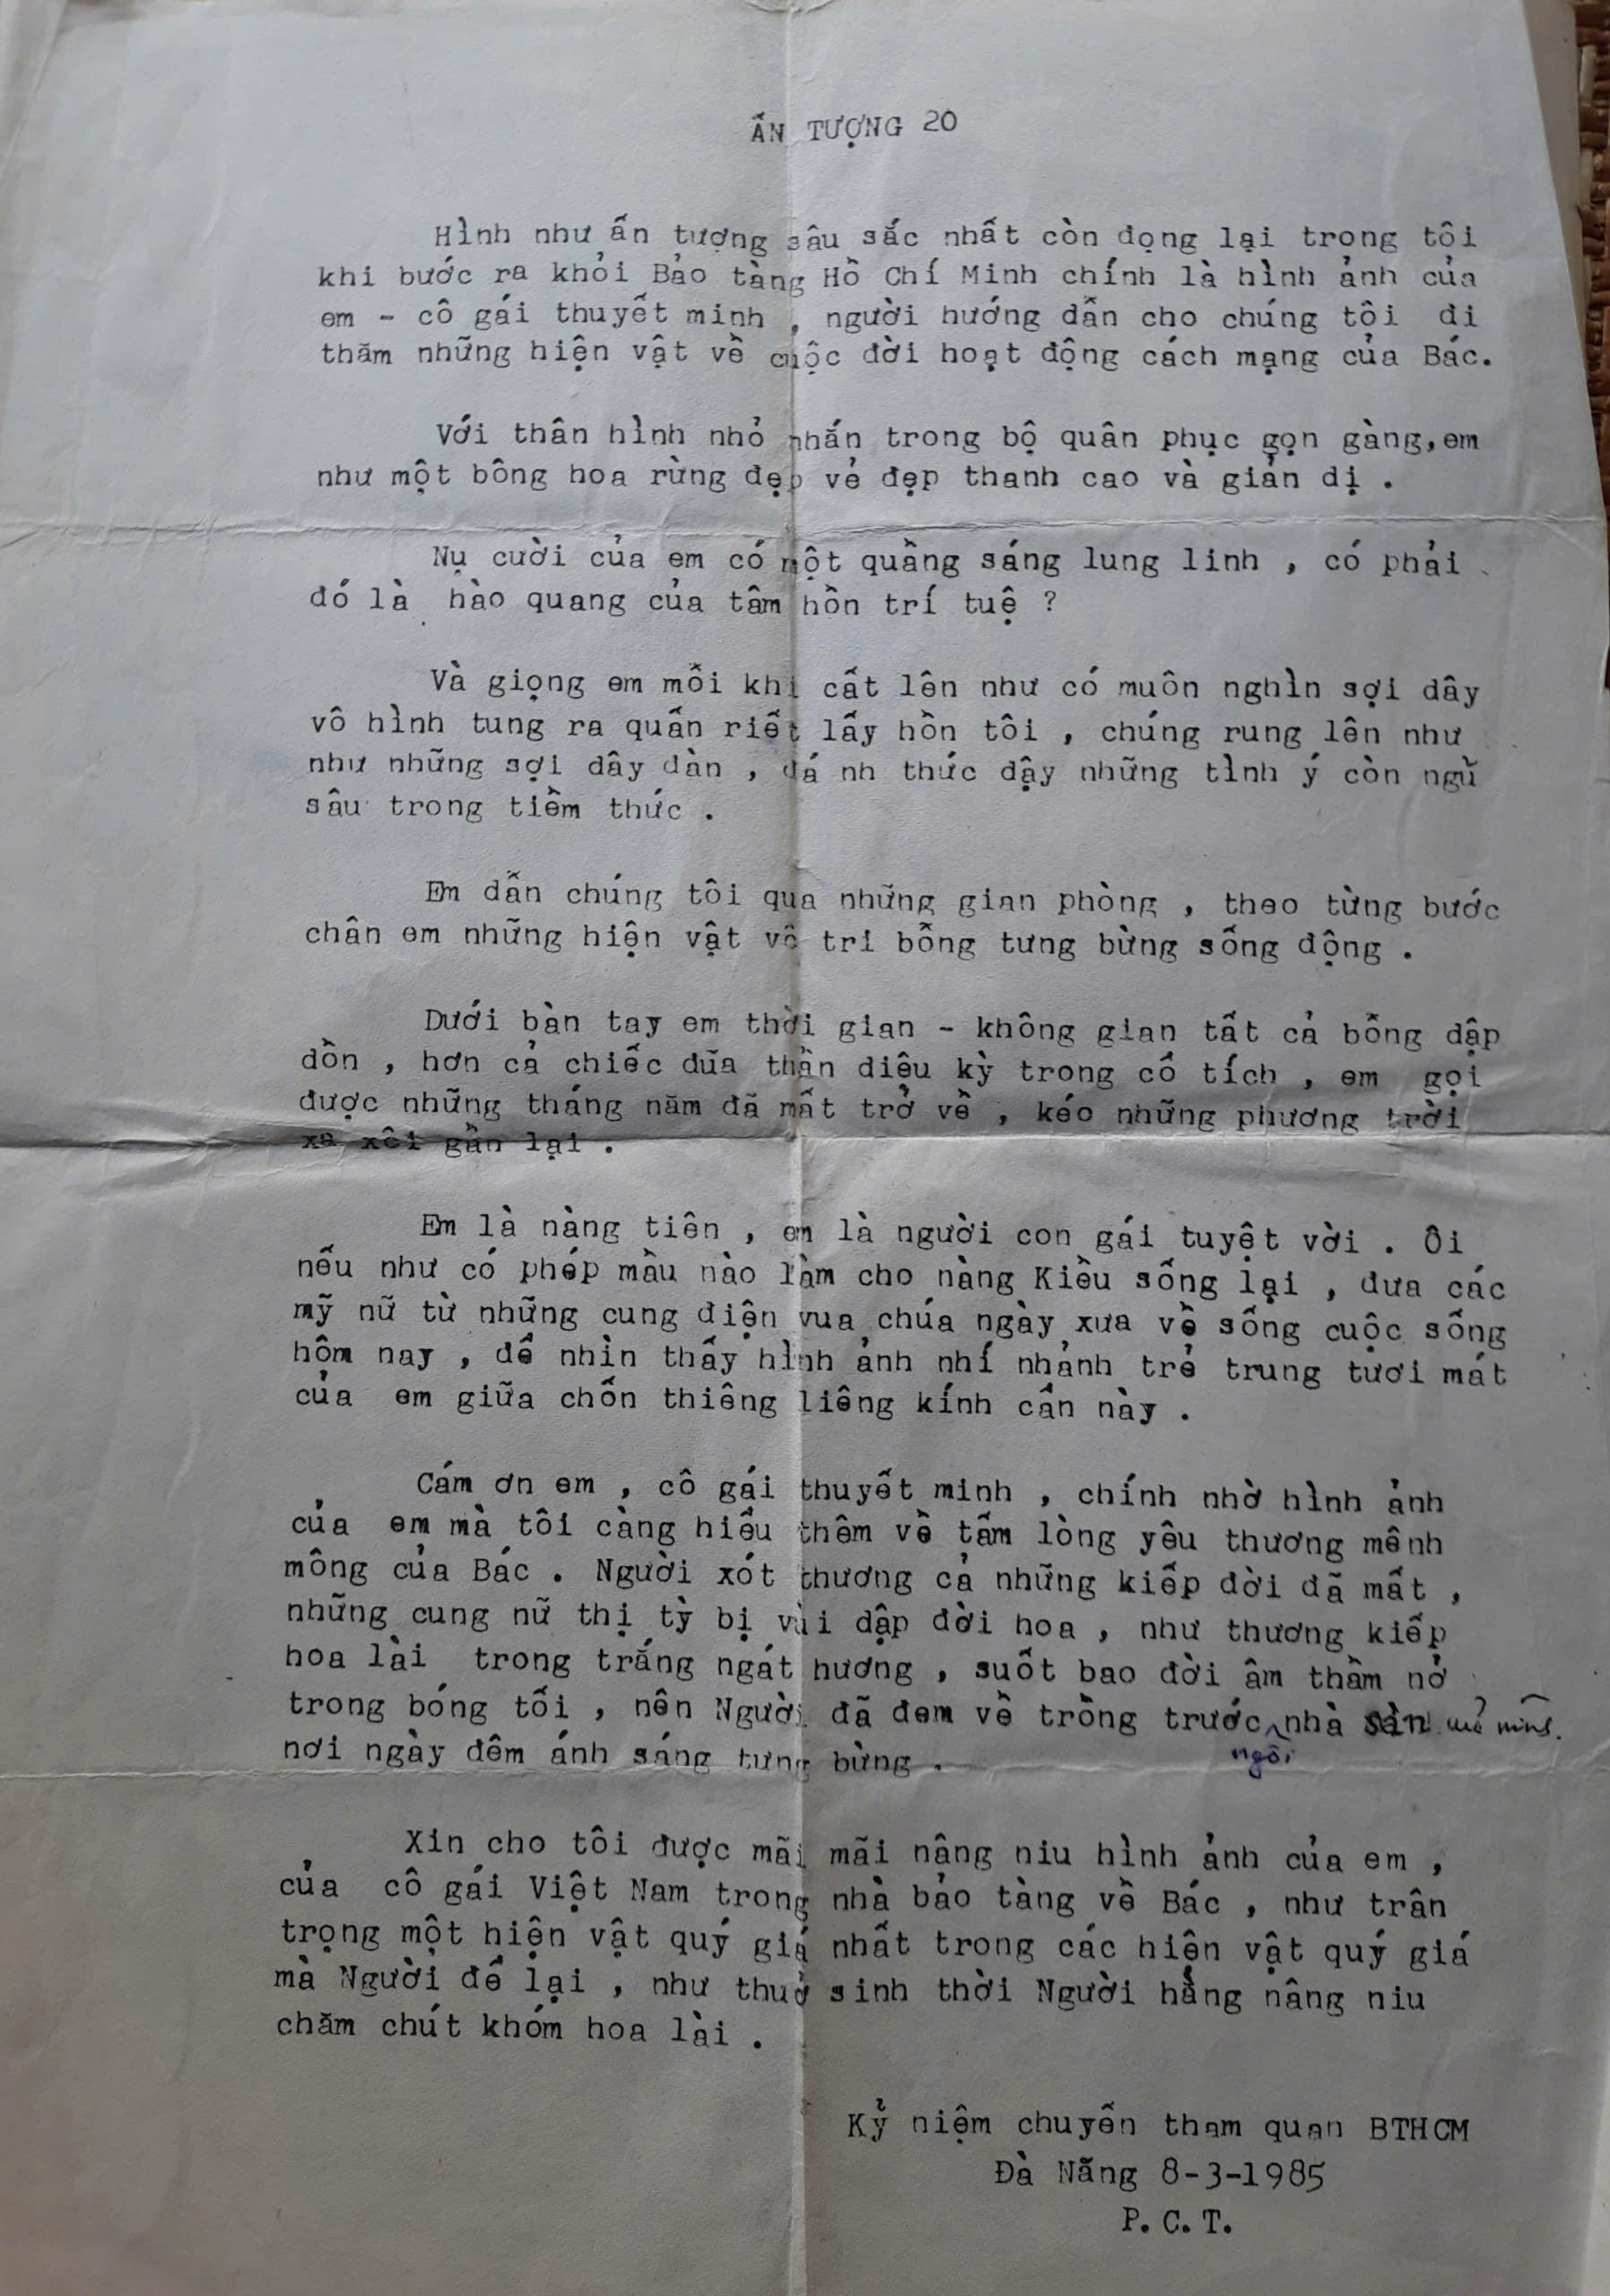 ẤN TƯỢNG 20
Hình như ấn tượng sâu sắc nhất còn đọng lại trong tôi
khi bước ra khỏi Bảo tàng Hồ Chí Minh chính là hình ảnh của
em - cô gái thuyết minh , người hướng dẫn cho chúng tôi đi
thăm những hiện vật về cuộc đời hoạt động cách mạng của Bác.
Với thân hình nhỏ nhắn trong bộ quân phục gọn gàng,em
như một bông hoa rừng đẹp vẻ đẹp thanh cao và giản dị .
Nụ cười của em có một quầng sáng lung linh , có phải
đó là hào quang của tâm hồn trí tuệ ?
Và giọng em mỗi khi cất lên như có muôn nghìn sợi dây
vô hình tung ra quấn riết lấy hồn tôi , chúng rung lên như
như những sợi dây đàn , đá nh thức dậy những tình ý còn ngủ
sâu trong tiềm thức .
Em dẫn chúng tôi qua những gian phòng , theo từng bước
chân em những hiện vật vô tri bỗng tưng bừng sống động .
Dưới bàn tay em thời gian - không gian tất cả bỗng dập
dồn , hơn cả chiếc đũa thần diệu kỳ trong cổ tích , em gọi
được những tháng năm đã mất trở về , kéo những phương trời
xa xôi gần lại .
Em là nàng tiên , em là người con gái tuyệt vời . Ôi
nếu như có phép mầu nào làm cho nàng Kiều sống lại , đưa các
mỹ nữ từ những cung điện vua chúa ngày xưa về sống cuộc sống
hôm nay , để nhìn thấy hình ảnh nhí nhảnh trẻ trung tươi mát
của em giữa chốn thiêng liêng kính cẩn này .
Cám ơn em , cô gái thuyết minh , chính nhờ hình ảnh
của em mà tôi càng hiểu thêm về tấm lòng yêu thương mênh
mông của Bác . Người xót thương cả những kiếp đời đã mất ,
những cung nữ thị tỳ bị vùi dập đời hoa , như thương kiếp
hoa lài trong trắng ngát hương , suốt bao đời âm thầm nở
trong bóng tối , nên Người đã đem về trồng trước ngôi nhà sàn
nơi ngày đêm ánh sáng tưng bừng .
Xin cho tôi được mãi mãi nâng niu hình ảnh của em ,
của cô gái Việt Nam trong nhà bảo tàng về Bác , như trân
trọng một hiện vật quý giá nhất trong các hiện vật quý giá
mà Người để lại , như thuở sinh thời Người hằng nâng niu
chăm chút khóm hoa lài .
Kỷ niệm chuyến tham quan BTHCM
Đà Nẵng 8-3-1985
P.C.T.